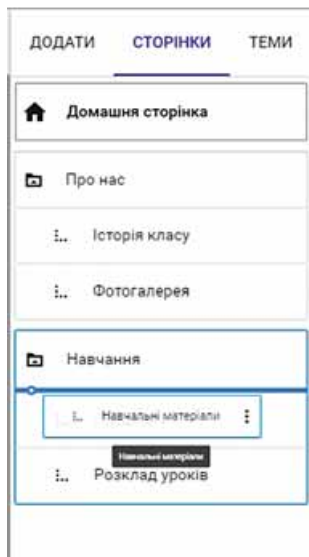 ДОДАТИ СТОРІНКИ ТЕМИ
Домашня сторінка
Про нас
Історія класу
Фотогалерея
Навчання
Навчальні матеріали
Навчальні матеріали
Розклад уроків